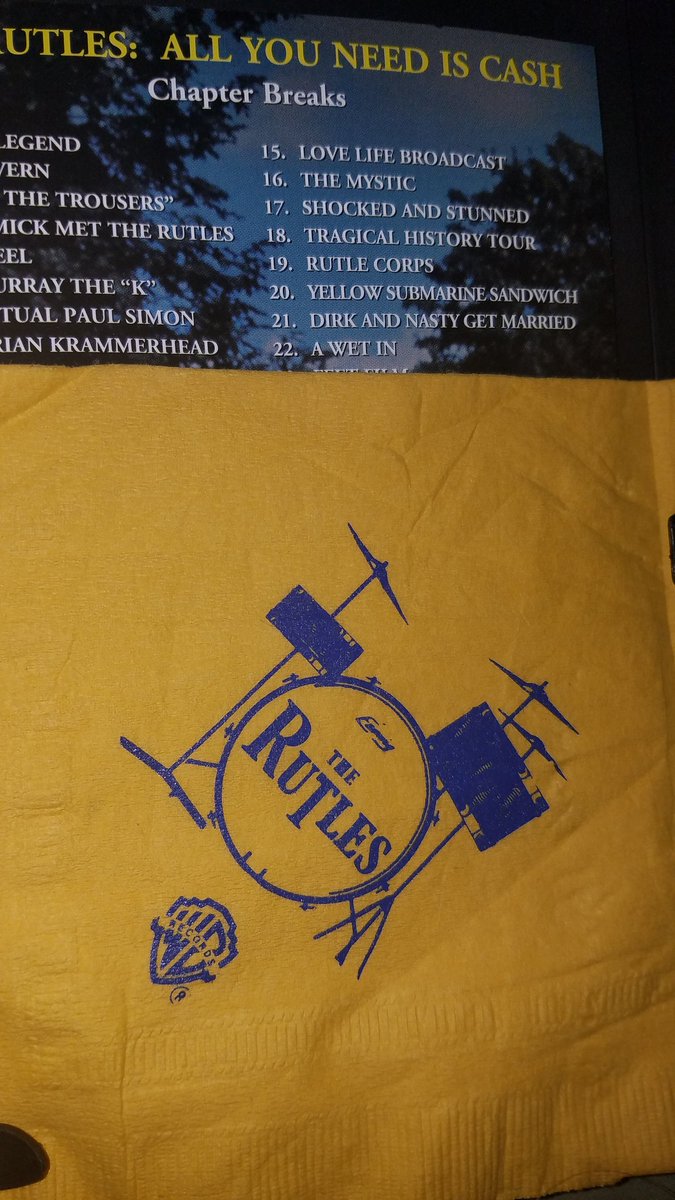 RUTLES: ALL YOU NEED IS CASH
Chapter Breaks
LEGEND
VERN
THE TROUSERS”
MICK MET THE RUTLES
EEL
URRAY THE “K”
TUAL PAUL SIMON
RIAN KRAMMERHEAD
15. LOVE LIFE BROADCAST
16. THE MYSTIC
17. SHOCKED AND STUNNED
18. TRAGICAL HISTORY TOUR
19. RUTLE CORPS
20. YELLOW SUBMARINE SANDWICH
21. DIRK AND NASTY GET MARRIED
22. A WET IN
THE
RUTLES
RECORDS
®